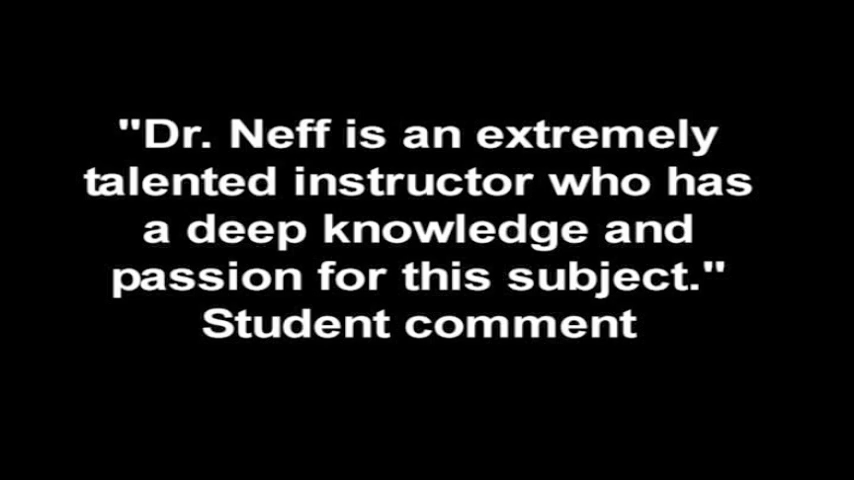 "Dr. Neff is an extremely
talented instructor who has
a deep knowledge and
passion for this subject."
Student comment